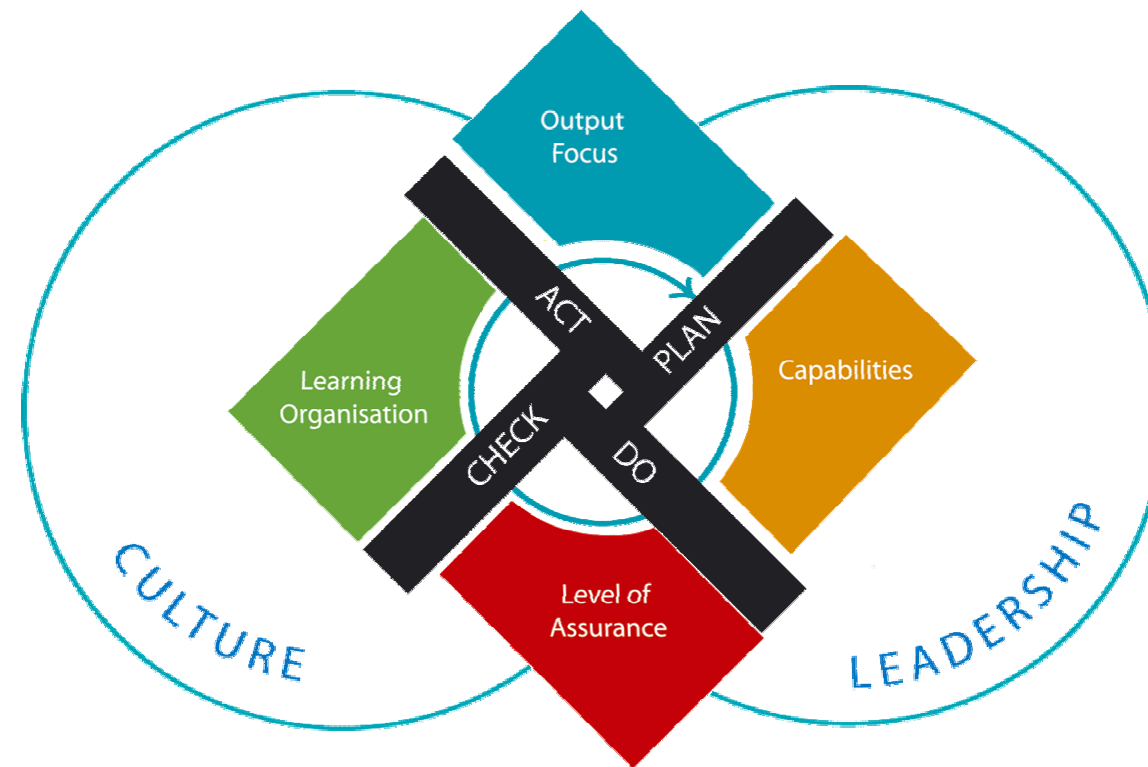 Output
Focus
ACT
PLAN
Learning
Organisation
Capabilities
CHECK
DO
Level of
Assurance
CULTURE
LEADERSHIP